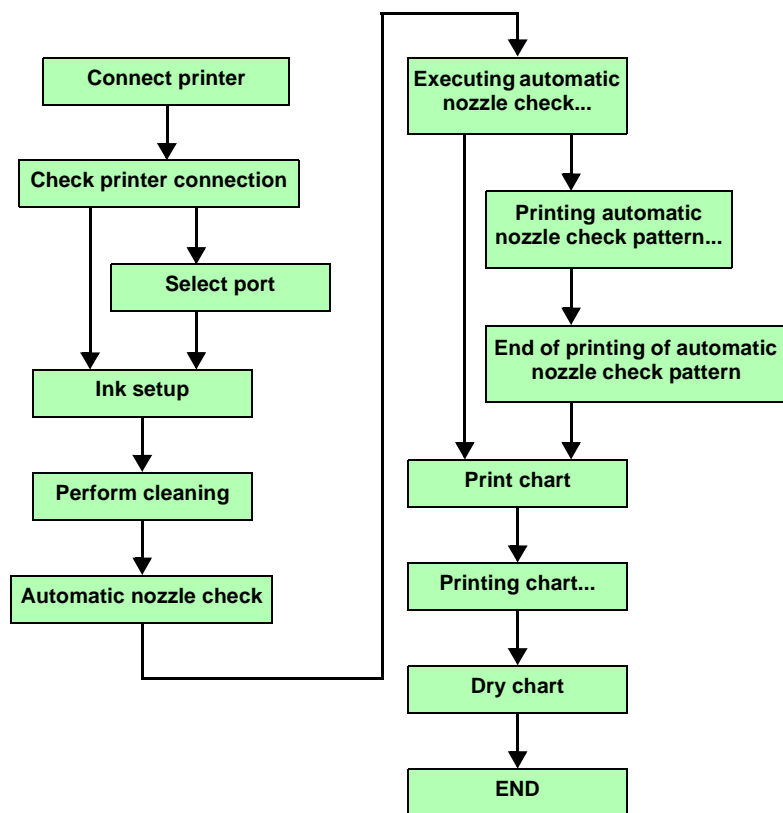 Connect printer
Check printer connection
Select port
Ink setup
Perform cleaning
Automatic nozzle check
Executing automatic
nozzle check...
Printing automatic
nozzle check pattern...
End of printing of automatic
nozzle check pattern
Print chart
Printing chart...
Dry chart
END